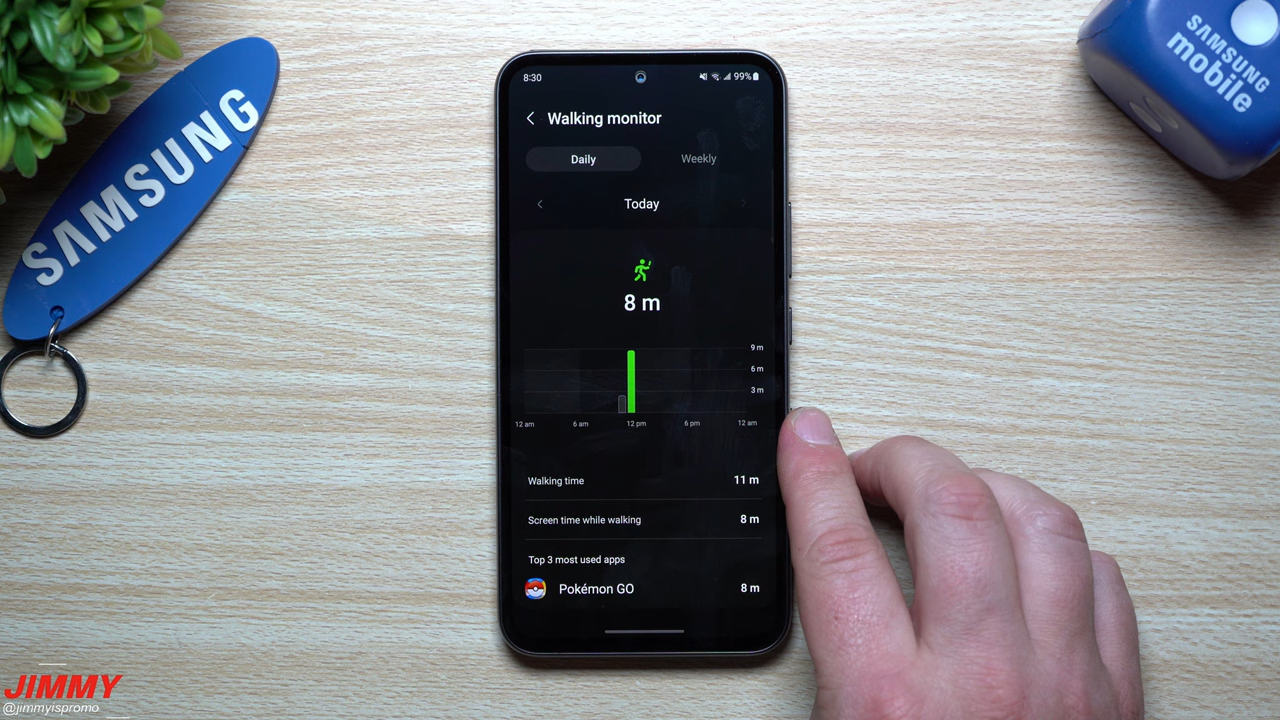 SAMSUNG
SAMSUNG
mobile
8:30
99%
Walking monitor
Daily Weekly
Today
8 m
9 m
6 m
3 m
12 am 6 am 12 pm 6 pm 12 am
Walking time 11 m
Screen time while walking 8 m
Top 3 most used apps
Pokémon GO 8 m
JIMMY
@jimmyispromo